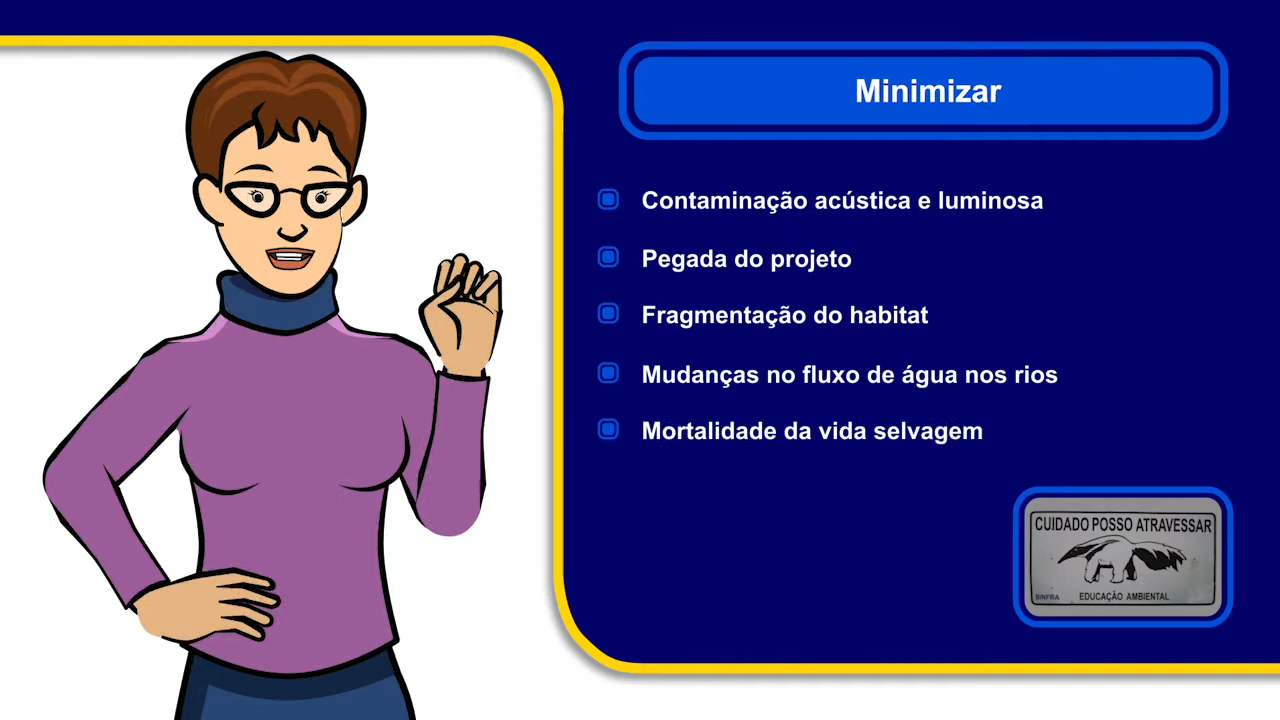 Minimizar
Contaminação acústica e luminosa
Pegada do projeto
Fragmentação do habitat
Mudanças no fluxo de água nos rios
Mortalidade da vida selvagem
CUIDADO POSSO ATRAVESSAR
SINFRA
EDUCAÇÃO AMBIENTAL